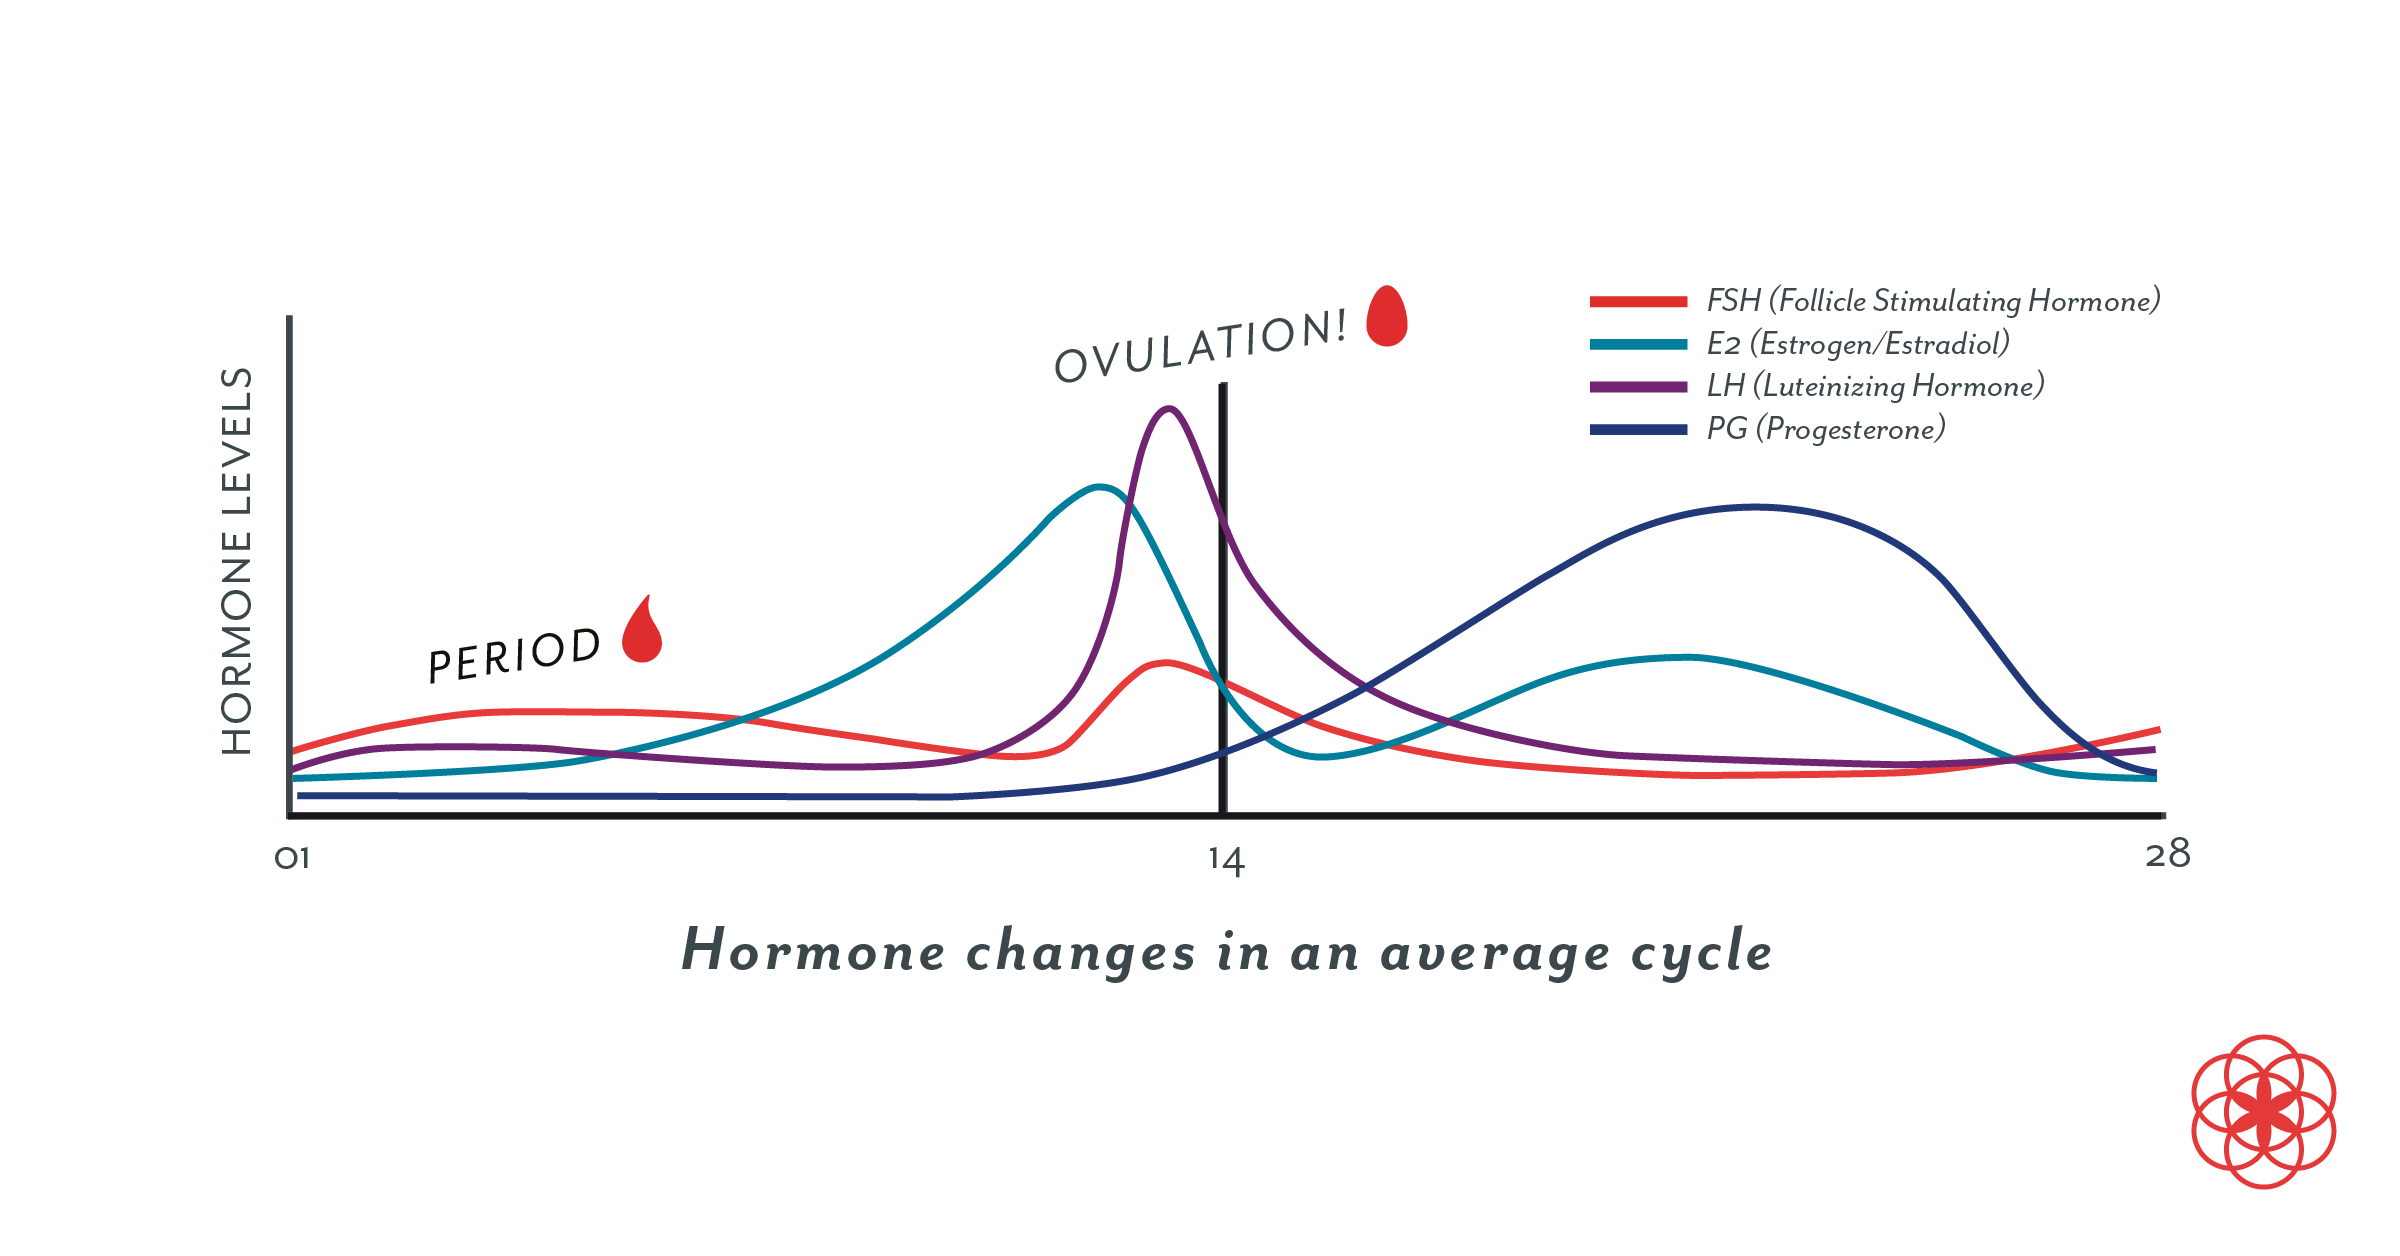 HORMONE LEVELS
PERIOD
OVULATION!
FSH (Follicle Stimulating Hormone)
E2 (Estrogen/Estradiol)
LH (Luteinizing Hormone)
PG (Progesterone)
01
14
28
Hormone changes in an average cycle